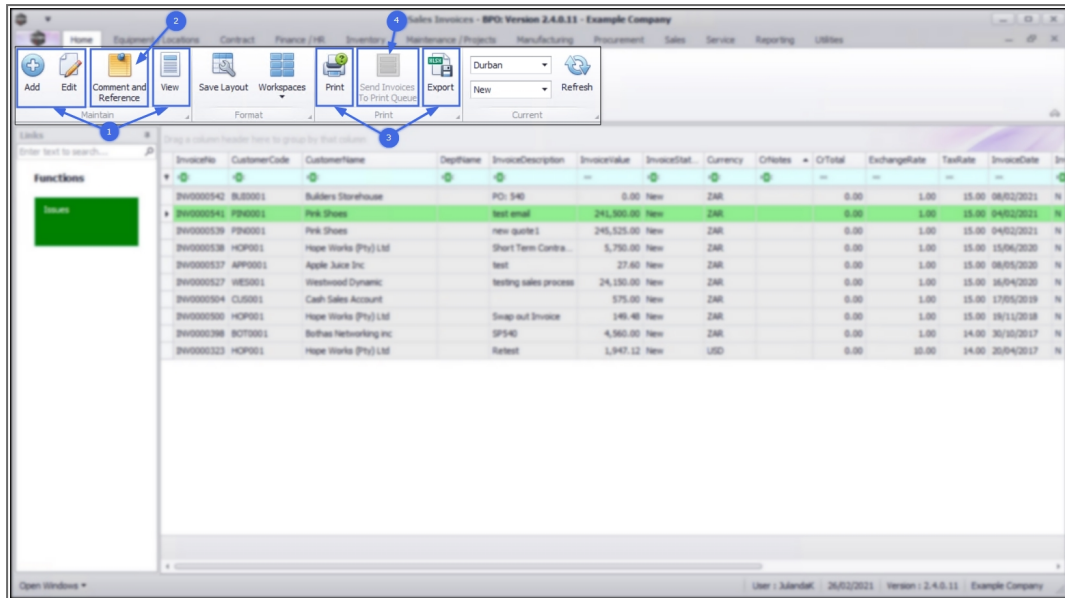 Sales Invoices - BPO: Version 2.4.0.11 - Example Company
2
4
Home Equipment / Locations Contract Finance / HR Inventory Maintenance / Projects Manufacturing Procurement Sales Service Reporting Utilities
Add Edit Comment and Reference View Save Layout Workspaces Print Send Invoices To Print Queue Export Durban New Refresh
Maintain Format Print Current
1
3
Links
Drag a column header here to group by that column
Enter text to search...
InvoiceNo CustomerCode CustomerName DeptName InvoiceDescription InvoiceValue InvoiceStat... Currency CrNotes CrTotal ExchangeRate TaxRate InvoiceDate
Functions
Issues
INV0000542 BUI0001 Builders Storehouse PO: 540 0.00 New ZAR 0.00 1.00 15.00 08/02/2021 N
INV0000541 PIN0001 Pink Shoes test email 241,500.00 New ZAR 0.00 1.00 15.00 04/02/2021 N
INV0000539 PIN0001 Pink Shoes new quote1 245,525.00 New ZAR 0.00 1.00 15.00 04/02/2021 N
INV0000538 HOP001 Hope Works (Pty) Ltd Short Term Contra... 5,750.00 New ZAR 0.00 1.00 15.00 15/06/2020 N
INV0000537 APP0001 Apple Juice Inc test 27.60 New ZAR 0.00 1.00 15.00 08/05/2020 N
INV0000527 WES001 Westwood Dynamic testing sales process 24,150.00 New ZAR 0.00 1.00 15.00 16/04/2020 N
INV0000504 CUS001 Cash Sales Account 575.00 New ZAR 0.00 1.00 15.00 17/05/2019 N
INV0000500 HOP001 Hope Works (Pty) Ltd Swap out Invoice 149.48 New ZAR 0.00 1.00 15.00 19/11/2018 N
INV0000398 BOT0001 Bothas Networking inc SP540 4,560.00 New ZAR 0.00 1.00 14.00 30/10/2017 N
INV0000323 HOP001 Hope Works (Pty) Ltd Retest 1,947.12 New USD 0.00 10.00 14.00 20/04/2017 N
Open Windows User : JulandaK 26/02/2021 Version : 2.4.0.11 Example Company